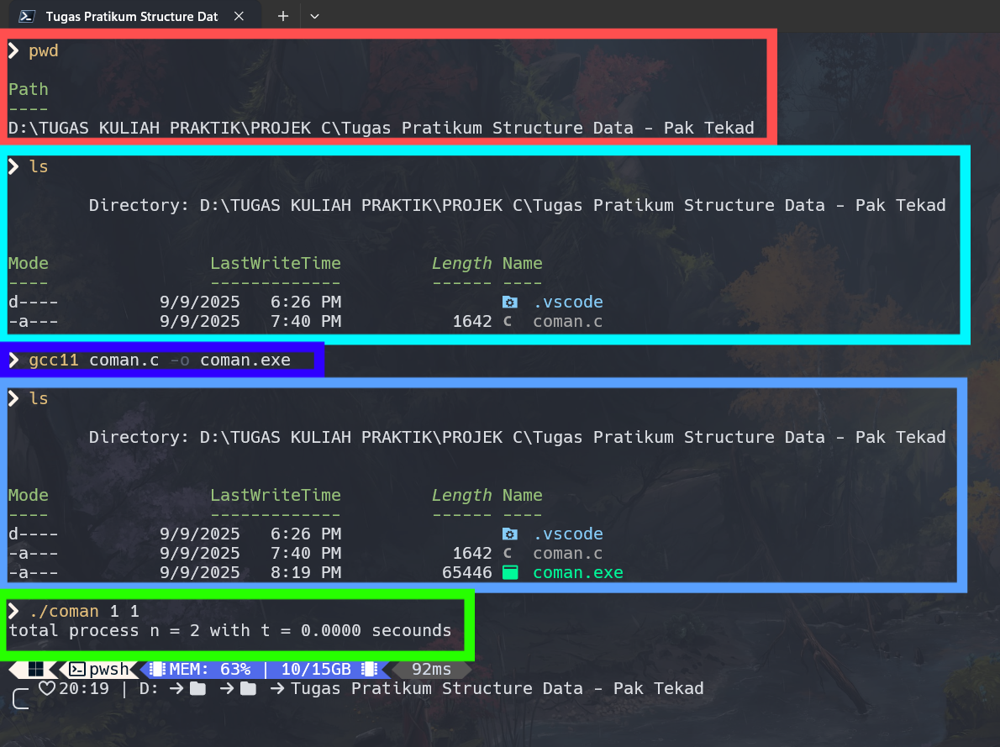 Tugas Pratikum Structure Dat
❯ pwd
Path
----
D:\TUGAS KULIAH PRAKTIK\PROJEK C\Tugas Pratikum Structure Data - Pak Tekad
❯ ls
Directory: D:\TUGAS KULIAH PRAKTIK\PROJEK C\Tugas Pratikum Structure Data - Pak Tekad
Mode LastWriteTime Length Name
---- ------------- ------ ----
d---- 9/9/2025 6:26 PM .vscode
-a--- 9/9/2025 7:40 PM 1642 C coman.c
❯ gcc11 coman.c -o coman.exe
❯ ls
Directory: D:\TUGAS KULIAH PRAKTIK\PROJEK C\Tugas Pratikum Structure Data - Pak Tekad
Mode LastWriteTime Length Name
---- ------------- ------ ----
d---- 9/9/2025 6:26 PM .vscode
-a--- 9/9/2025 7:40 PM 1642 C coman.c
-a--- 9/9/2025 8:19 PM 65446 coman.exe
❯ ./coman 1 1
total process n = 2 with t = 0.0000 secounds
pwsh MEM: 63% | 10/15GB 92ms
♡20:19 | D: → → → Tugas Pratikum Structure Data - Pak Tekad